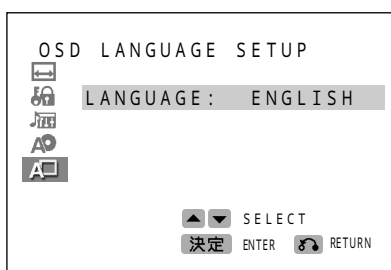 OSD LANGUAGE SETUP
LANGUAGE: ENGLISH
SELECT
決定 ENTER RETURN